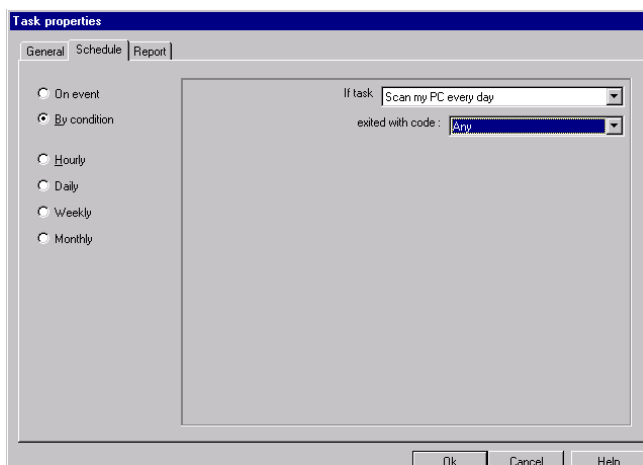 Task properties
General Schedule Report
On event
If task Scan my PC every day
By condition
exited with code : Any
Hourly
Daily
Weekly
Monthly
Ok Cancel Help